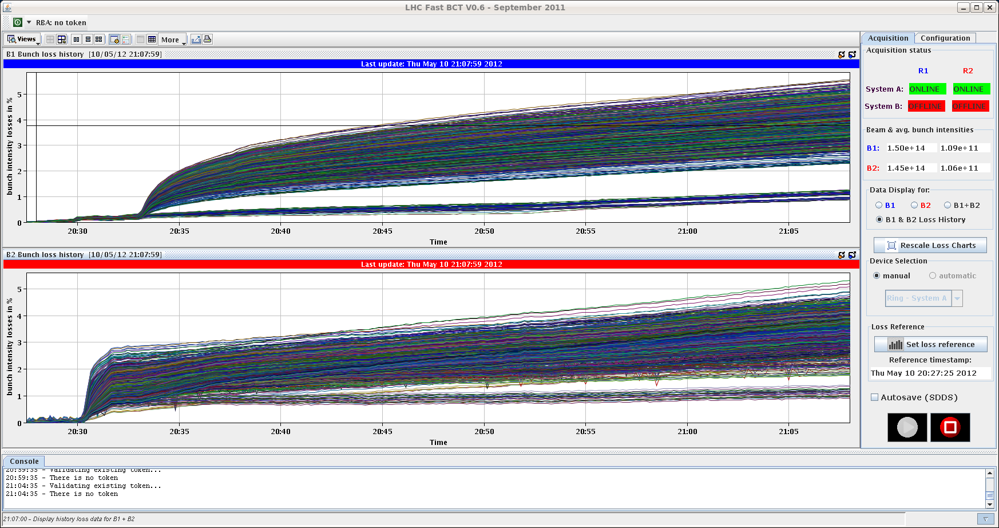 LHC Fast BCT V0.6 - September 2011
RBA: no token
Views
More
B1 Bunch loss history [10/05/12 21:07:59]
Last update: Thu May 10 21:07:59 2012
bunch intensity losses in %
5
4
3
2
1
0
20:30 20:35 20:40 20:45 20:50 20:55 21:00 21:05
Time
B2 Bunch loss history [10/05/12 21:07:59]
Last update: Thu May 10 21:07:59 2012
bunch intensity losses in %
5
4
3
2
1
0
20:30 20:35 20:40 20:45 20:50 20:55 21:00 21:05
Time
Acquisition Configuration
Acquisition status
R1 R2
System A: ONLINE ONLINE
System B: OFFLINE OFFLINE
Beam & avg. bunch intensities
B1: 1.50e+14 1.09e+11
B2: 1.45e+14 1.06e+11
Data Display for:
B1 B2 B1+B2
B1 & B2 Loss History
Rescale Loss Charts
Device Selection
manual automatic
Ring - System A
Loss Reference
Set loss reference
Reference timestamp:
Thu May 10 20:27:25 2012
Autosave (SDDS)
Console
20:59:35 - Validating existing token...
20:59:35 - There is no token
21:04:35 - Validating existing token...
21:04:35 - There is no token
21:07:00 - Display history loss data for B1 + B2